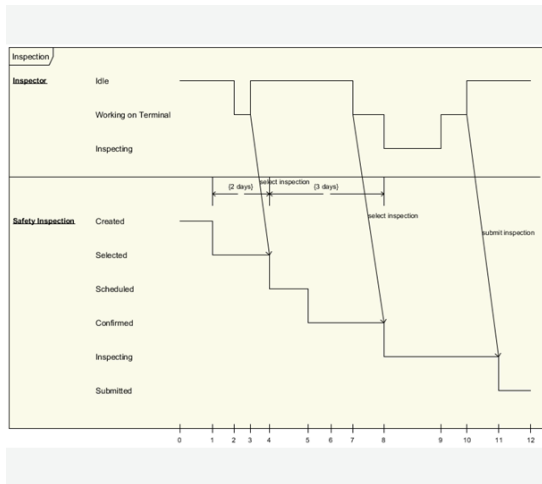 Inspection
Inspector
Idle
Working on Terminal
Inspecting
{2 days}
select inspection
{3 days}
Safety Inspection
Created
select inspection
submit inspection
Selected
Scheduled
Confirmed
Inspecting
Submitted
0 1 2 3 4 5 6 7 8 9 10 11 12